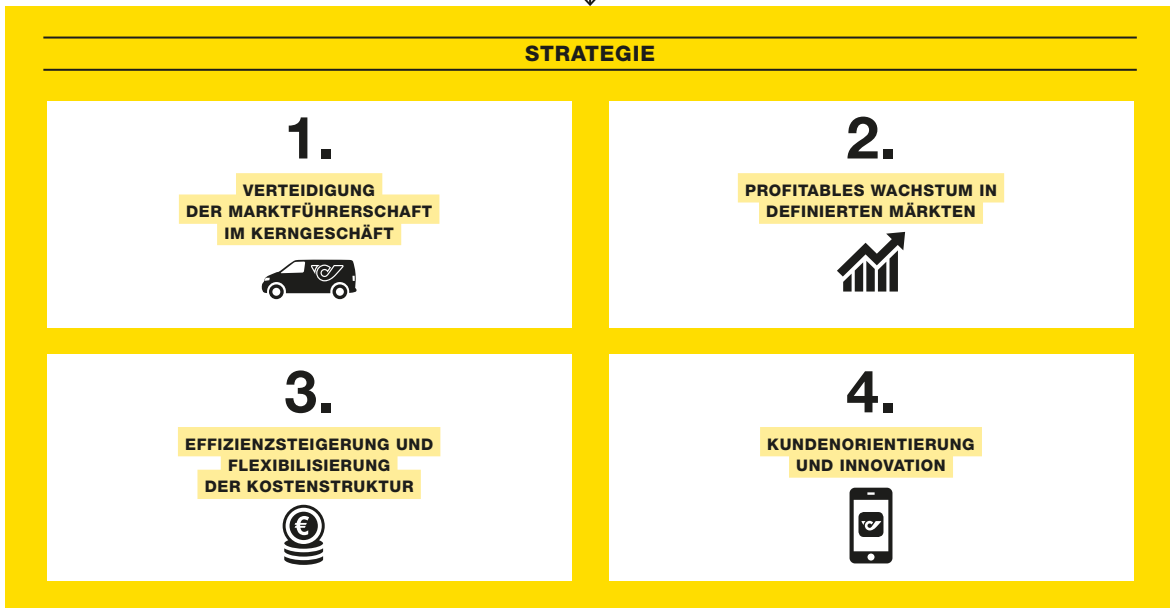 STRATEGIE
1.
VERTEIDIGUNG
DER MARKTFÜHRERSCHAFT
IM KERNGESCHÄFT
2.
PROFITABLES WACHSTUM IN
DEFINIERTEN MÄRKTEN
3.
EFFIZIENZSTEIGERUNG UND
FLEXIBILISIERUNG
DER KOSTENSTRUKTUR
€
4.
KUNDENORIENTIERUNG
UND INNOVATION